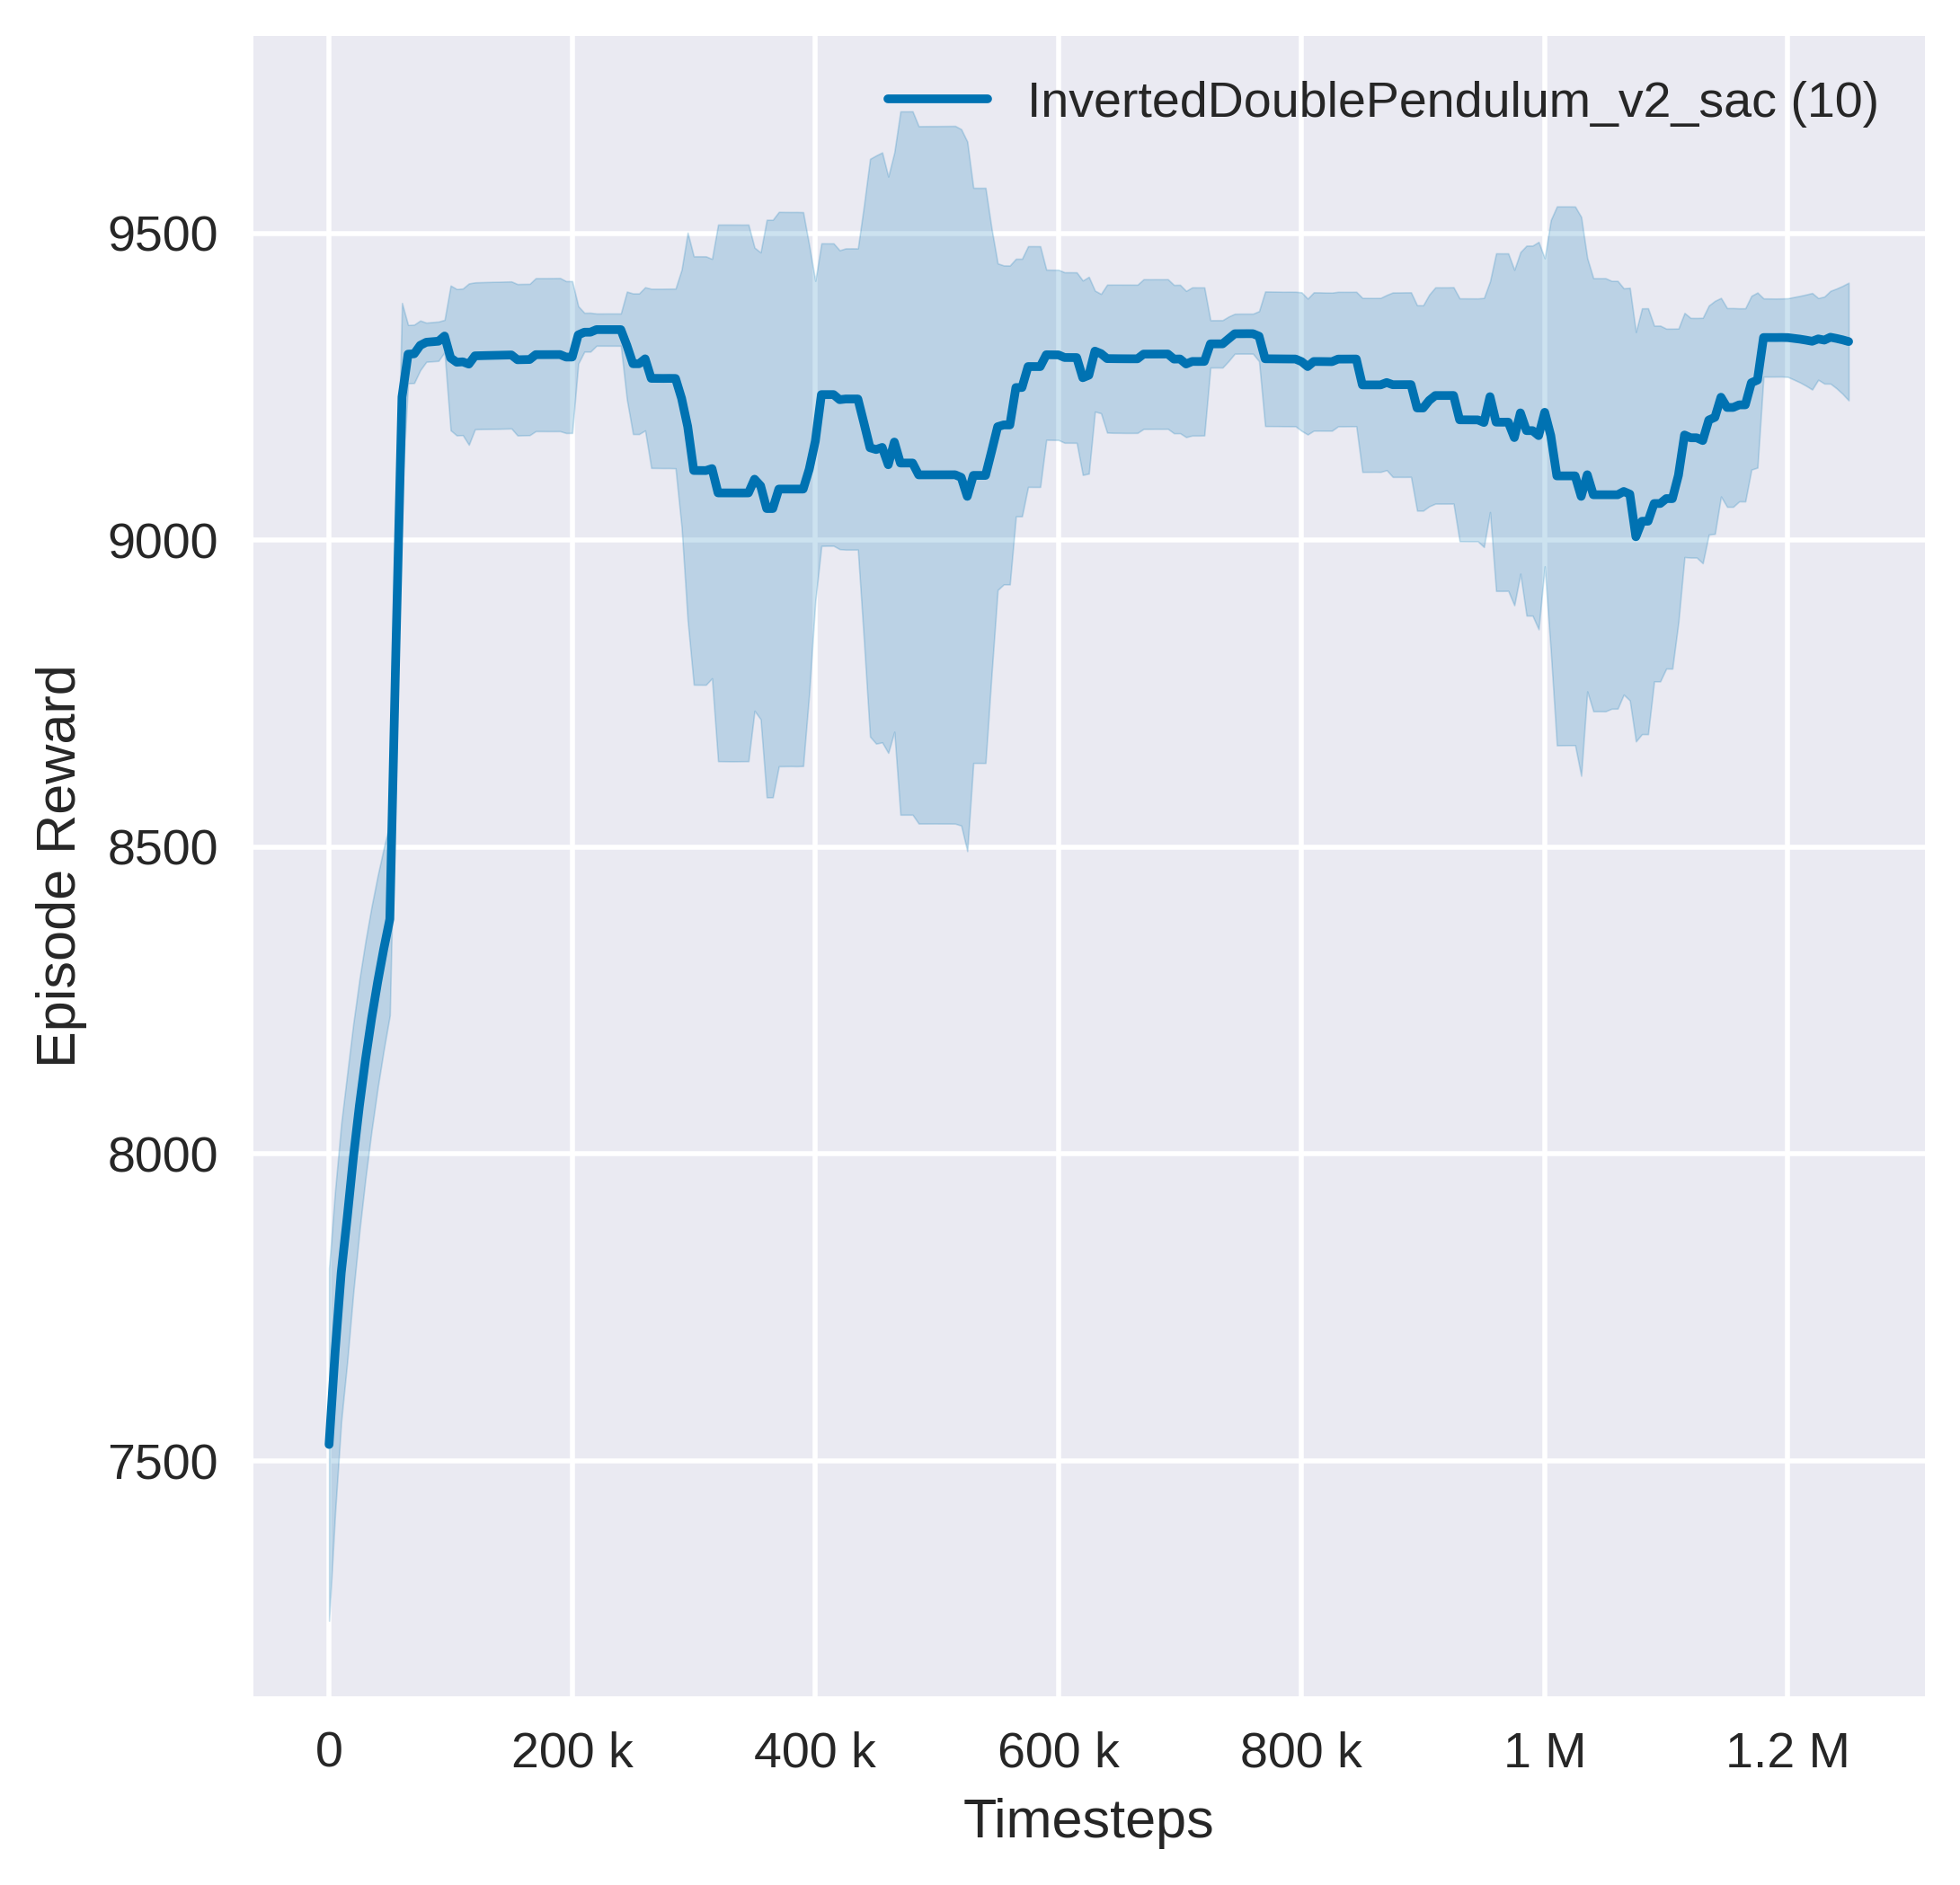 InvertedDoublePendulum_v2_sac (10)
9500
9000
8500
8000
7500
Episode Reward
0 200 k 400 k 600 k 800 k 1 M 1.2 M
Timesteps